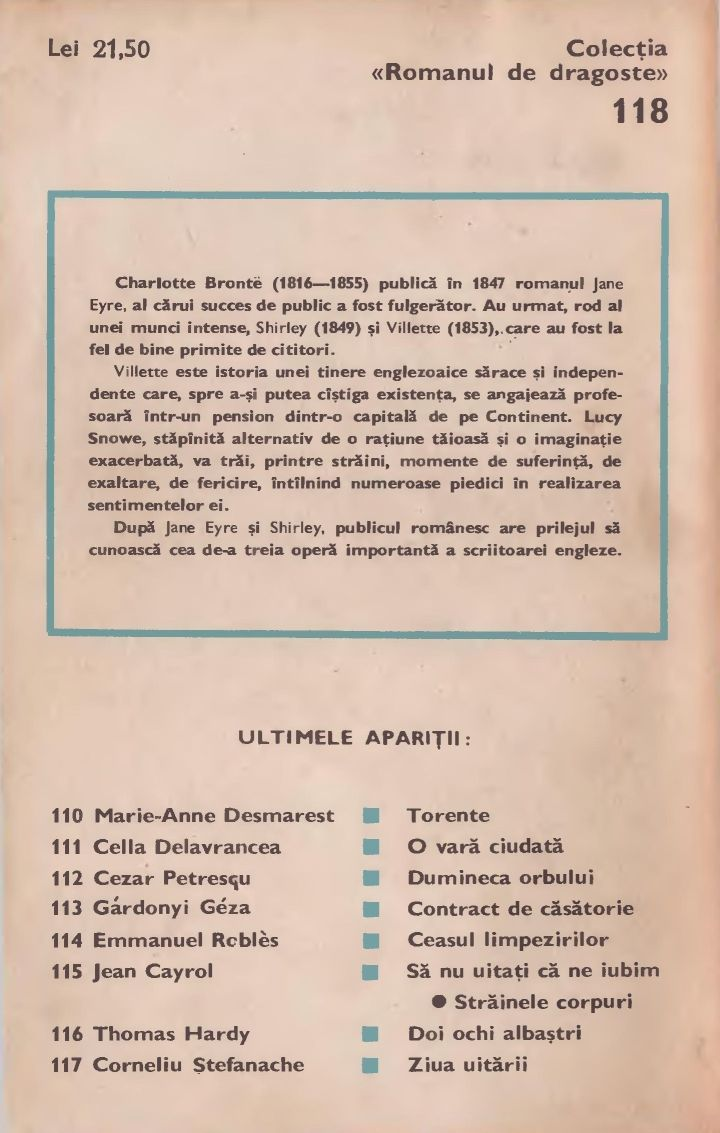 Lei 21,50
Colecția
«Romanul de dragoste»
118
Charlotte Brontë (1816—1855) publică în 1847 romanul Jane
Eyre, al cărui succes de public a fost fulgerător. Au urmat, rod al
unei munci intense, Shirley (1849) și Villette (1853), care au fost la
fel de bine primite de cititori.
Villette este istoria unei tinere englezoaice sărace și indepen-
dente care, spre a-și putea cîștiga existența, se angajează profe-
soară într-un pension dintr-o capitală de pe Continent. Lucy
Snowe, stăpînită alternativ de o rațiune tăioasă și o imaginație
exacerbată, va trăi, printre străini, momente de suferință, de
exaltare, de fericire, întîlnind numeroase piedici în realizarea
sentimentelor ei.
După Jane Eyre și Shirley, publicul românesc are prilejul să
cunoască cea de-a treia operă importantă a scriitoarei engleze.
ULTIMELE APARIȚII:
110 Marie-Anne Desmarest ■ Torente
111 Cella Delavrancea ■ O vară ciudată
112 Cezar Petrescu ■ Dumineca orbului
113 Gárdonyi Géza ■ Contract de căsătorie
114 Emmanuel Roblès ■ Ceasul limpezirilor
115 Jean Cayrol ■ Să nu uitați că ne iubim
● Străinele corpuri
116 Thomas Hardy ■ Doi ochi albaștri
117 Corneliu Ștefanache ■ Ziua uitării